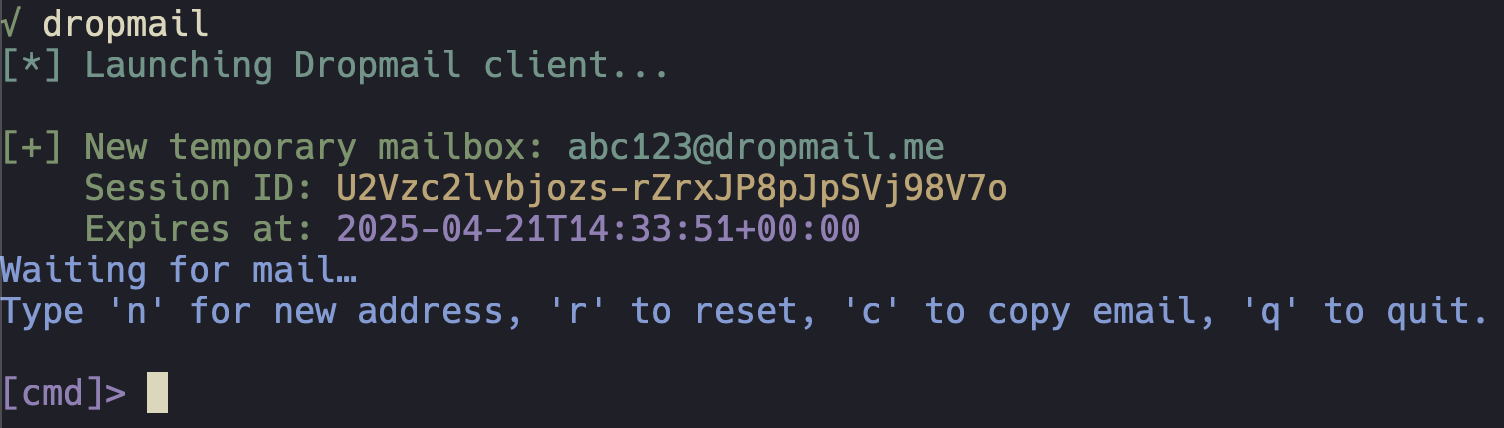 √ dropmail
[*] Launching Dropmail client...
[+] New temporary mailbox: abc123@dropmail.me
Session ID: U2Vzc2lvbjozs-rZrxJP8pJpSVj98V7o
Expires at: 2025-04-21T14:33:51+00:00
Waiting for mail…
Type 'n' for new address, 'r' to reset, 'c' to copy email, 'q' to quit.
[cmd]>